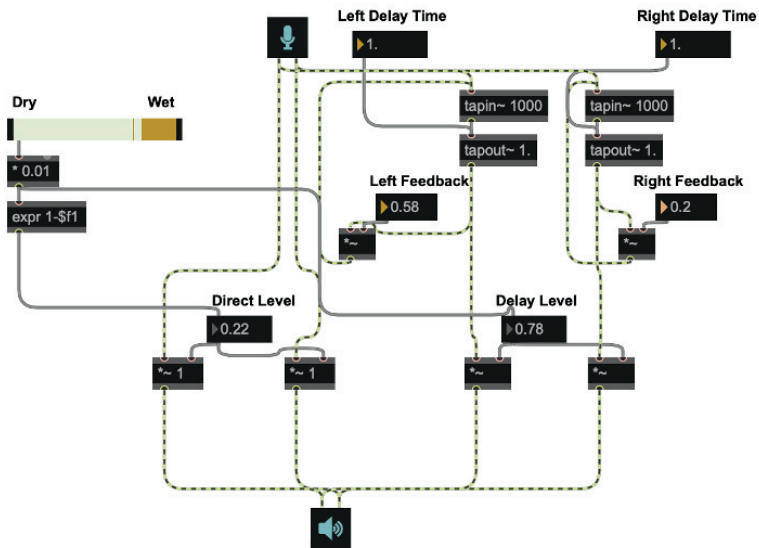 Left Delay Time
Right Delay Time
1.
1.
Dry
Wet
tapin~ 1000
tapin~ 1000
tapout~ 1.
tapout~ 1.
* 0.01
expr 1-$f1
Left Feedback
Right Feedback
0.58
0.2
*~
*~
Direct Level
Delay Level
0.22
0.78
*~ 1
*~ 1
*~
*~